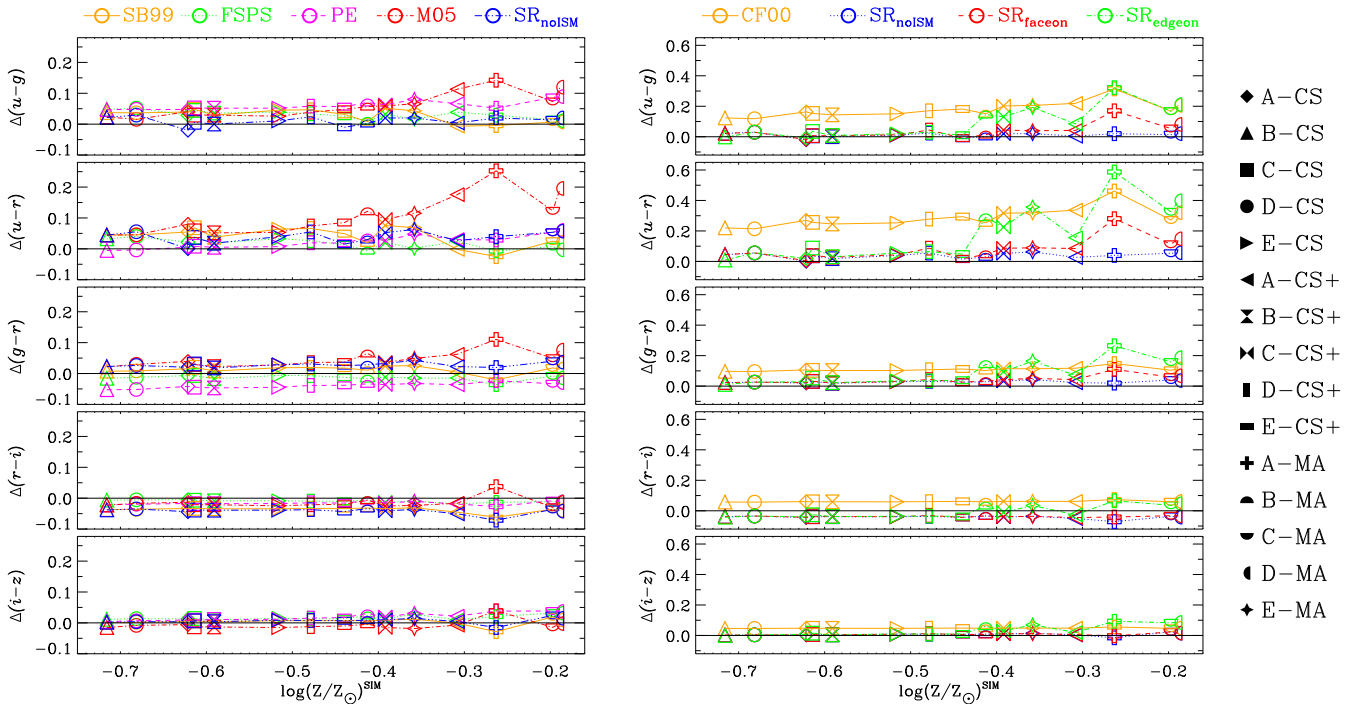 SB99 FSPS PE M05 SR_noISM
CF00 SR_noISM SR_faceon SR_edgeon
Δ(u−g)
0.2
0.1
0.0
−0.1
Δ(u−r)
0.2
0.1
0.0
−0.1
Δ(g−r)
0.2
0.1
0.0
−0.1
Δ(r−i)
0.2
0.1
0.0
−0.1
Δ(i−z)
0.2
0.1
0.0
−0.1
−0.7 −0.6 −0.5 −0.4 −0.3 −0.2
log(Z/Z⊙)^SIM
Δ(u−g)
0.6
0.4
0.2
0.0
Δ(u−r)
0.6
0.4
0.2
0.0
Δ(g−r)
0.6
0.4
0.2
0.0
Δ(r−i)
0.6
0.4
0.2
0.0
Δ(i−z)
0.6
0.4
0.2
0.0
−0.7 −0.6 −0.5 −0.4 −0.3 −0.2
log(Z/Z⊙)^SIM
A−CS
B−CS
C−CS
D−CS
E−CS
A−CS+
B−CS+
C−CS+
D−CS+
E−CS+
A−MA
B−MA
C−MA
D−MA
E−MA